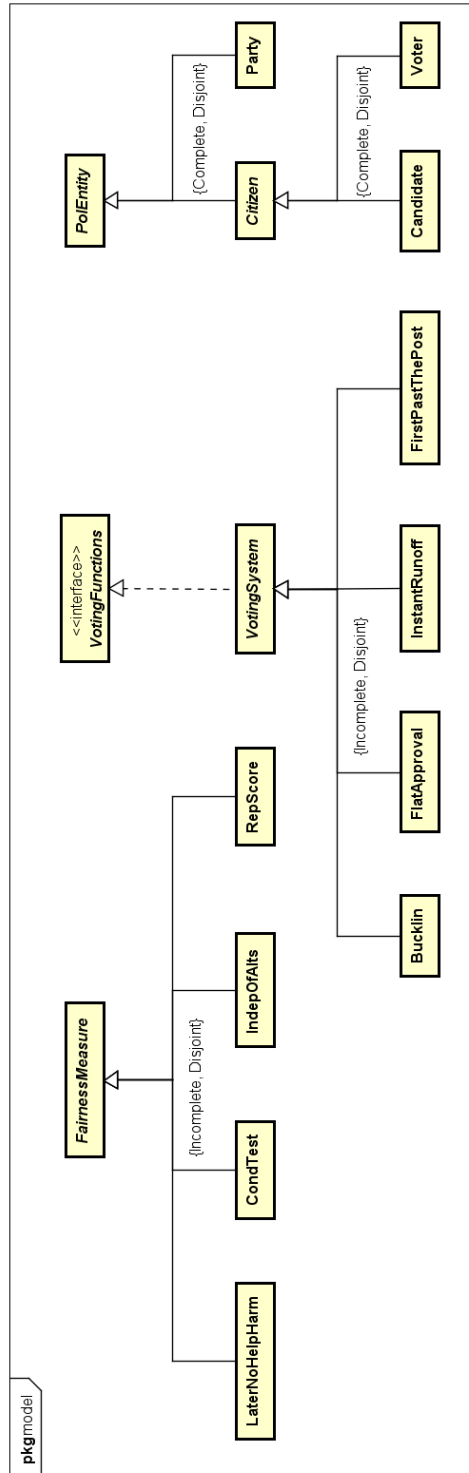 pkg model
FairnessMeasure
<<interface>>
VotingFunctions
PolEntity
{Incomplete, Disjoint}
{Complete, Disjoint}
LaterNoHelpHarm
CondTest
IndepOfAlts
RepScore
VotingSystem
Citizen
Party
{Incomplete, Disjoint}
{Complete, Disjoint}
Bucklin
FlatApproval
InstantRunoff
FirstPastThePost
Candidate
Voter